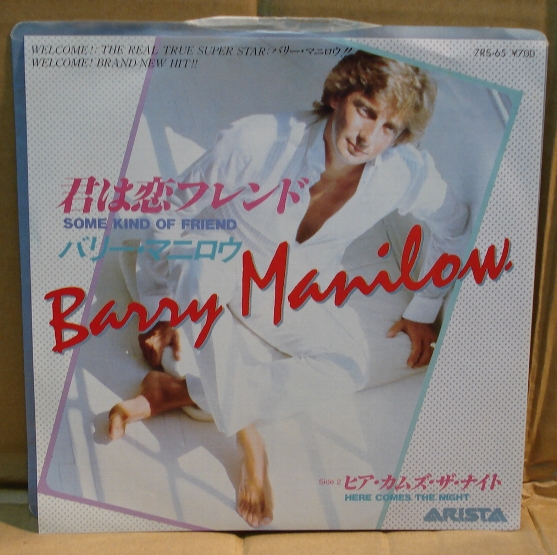 WELCOME!: THE REAL TRUE SUPER STAR: バリー・マニロウ!!
WELCOME! BRAND-NEW HIT!!
7RS-65 ¥700
君は恋フレンド
SOME KIND OF FRIEND
バリー・マニロウ
Barry Manilow.
Side 2 ヒア・カムズ・ザ・ナイト
HERE COMES THE NIGHT
ARISTA